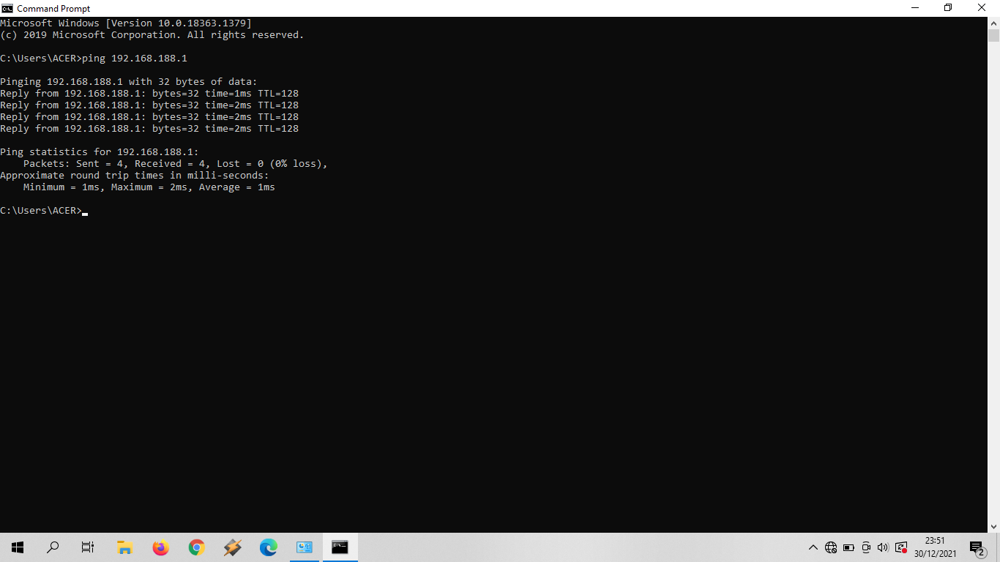 Command Prompt
Microsoft Windows [Version 10.0.18363.1379]
(c) 2019 Microsoft Corporation. All rights reserved.
C:\Users\ACER>ping 192.168.188.1
Pinging 192.168.188.1 with 32 bytes of data:
Reply from 192.168.188.1: bytes=32 time=1ms TTL=128
Reply from 192.168.188.1: bytes=32 time=2ms TTL=128
Reply from 192.168.188.1: bytes=32 time=2ms TTL=128
Reply from 192.168.188.1: bytes=32 time=2ms TTL=128
Ping statistics for 192.168.188.1:
    Packets: Sent = 4, Received = 4, Lost = 0 (0% loss),
Approximate round trip times in milli-seconds:
    Minimum = 1ms, Maximum = 2ms, Average = 1ms
C:\Users\ACER>
23:51
30/12/2021
2